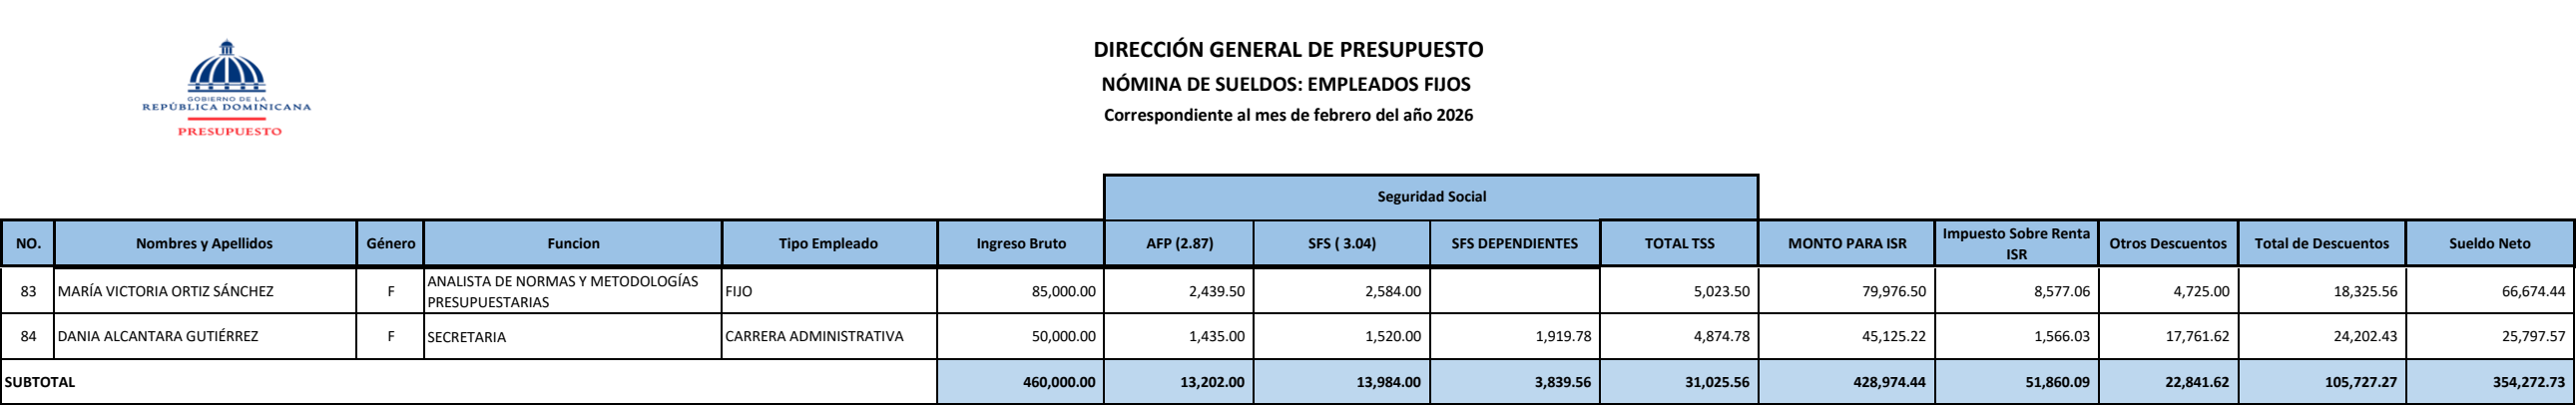 GOBIERNO DE LA
REPÚBLICA DOMINICANA
PRESUPUESTO
DIRECCIÓN GENERAL DE PRESUPUESTO
NÓMINA DE SUELDOS: EMPLEADOS FIJOS
Correspondiente al mes de febrero del año 2026
Seguridad Social
NO. Nombres y Apellidos Género Funcion Tipo Empleado Ingreso Bruto AFP (2.87) SFS ( 3.04) SFS DEPENDIENTES TOTAL TSS MONTO PARA ISR Impuesto Sobre Renta ISR Otros Descuentos Total de Descuentos Sueldo Neto
83 MARÍA VICTORIA ORTIZ SÁNCHEZ F ANALISTA DE NORMAS Y METODOLOGÍAS PRESUPUESTARIAS FIJO 85,000.00 2,439.50 2,584.00 5,023.50 79,976.50 8,577.06 4,725.00 18,325.56 66,674.44
84 DANIA ALCANTARA GUTIÉRREZ F SECRETARIA CARRERA ADMINISTRATIVA 50,000.00 1,435.00 1,520.00 1,919.78 4,874.78 45,125.22 1,566.03 17,761.62 24,202.43 25,797.57
SUBTOTAL 460,000.00 13,202.00 13,984.00 3,839.56 31,025.56 428,974.44 51,860.09 22,841.62 105,727.27 354,272.73